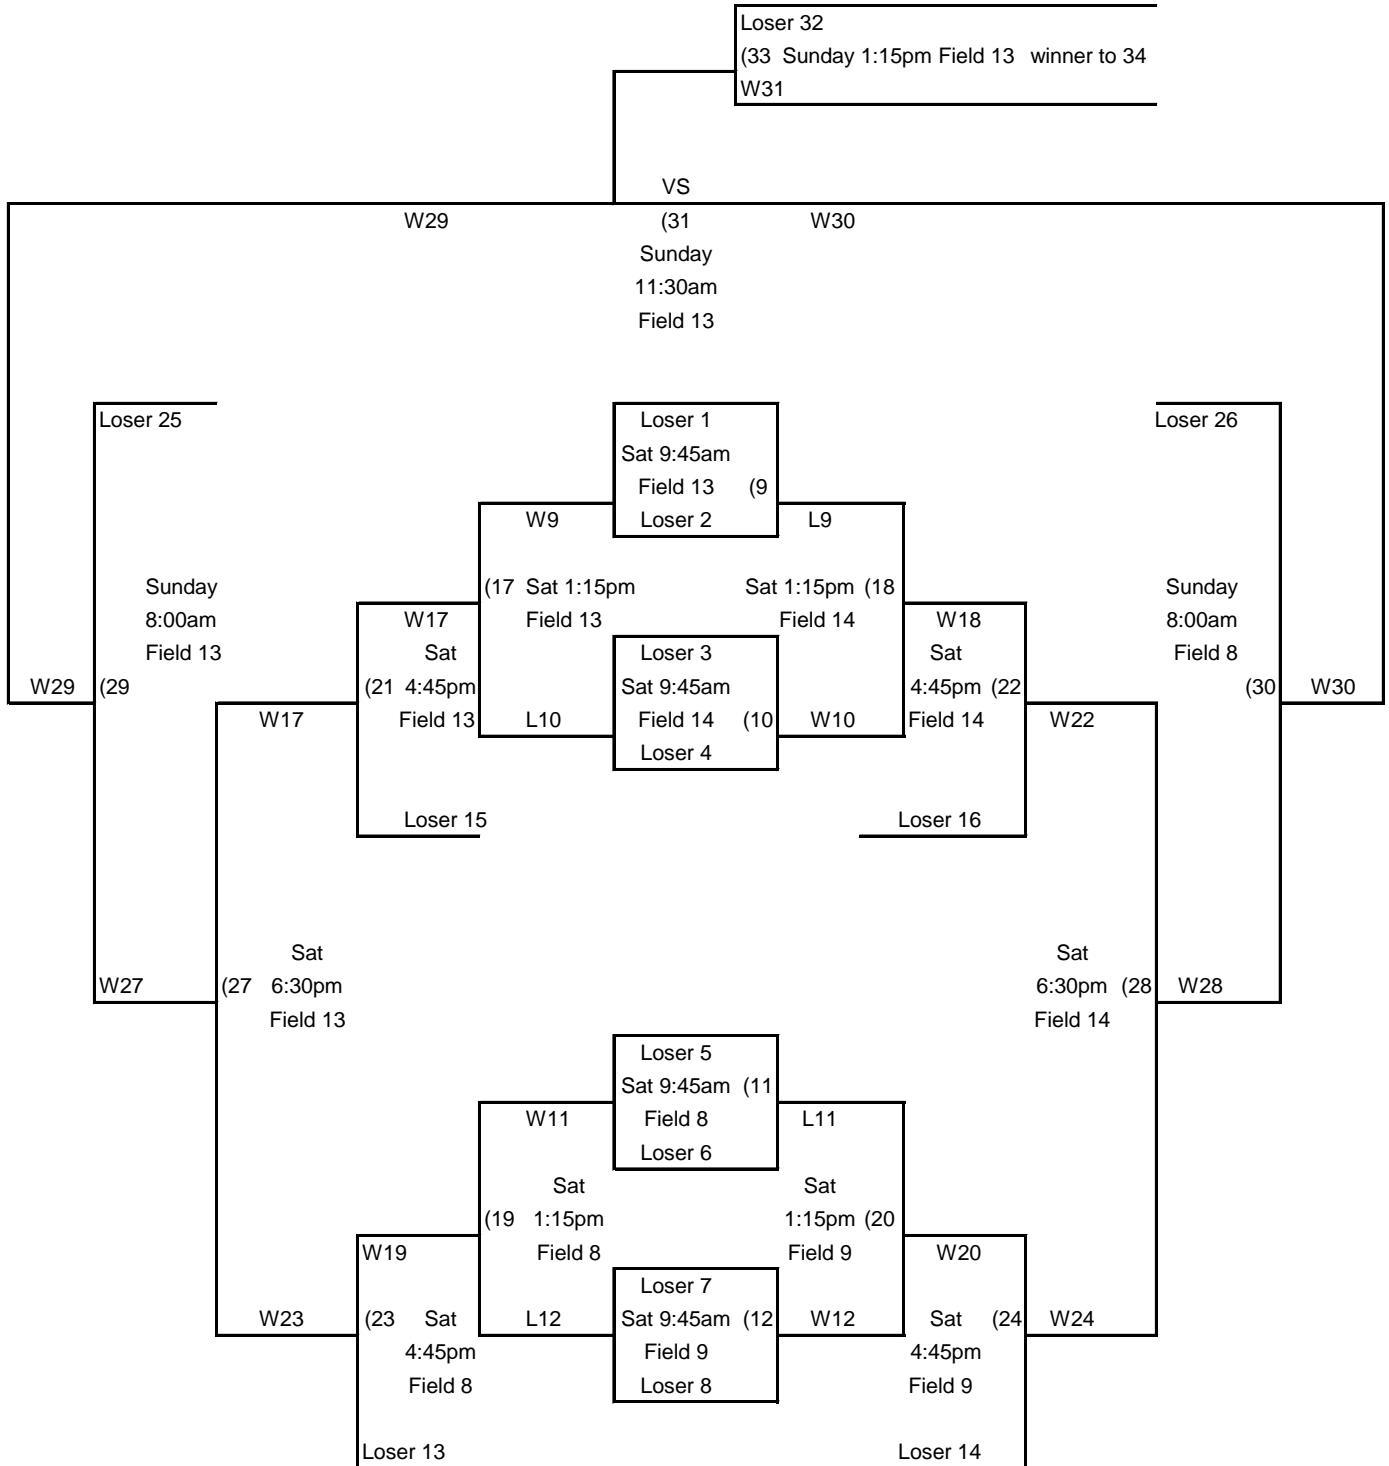 Loser 32
(33 Sunday 1:15pm Field 13 winner to 34
W31
VS
W29 (31 W30
Sunday
11:30am
Field 13
Loser 25 Loser 1 Loser 26
Sat 9:45am
Field 13 (9
W9 Loser 2 L9
Sunday (17 Sat 1:15pm Sat 1:15pm (18 Sunday
8:00am W17 Field 13 Field 14 W18 8:00am
Field 13 Sat Loser 3 Sat Field 8
W29 (29 (21 4:45pm Sat 9:45am 4:45pm (22 (30 W30
W17 Field 13 L10 Field 14 (10 W10 Field 14 W22
Loser 4
Loser 15 Loser 16
Sat Sat
W27 (27 6:30pm 6:30pm (28 W28
Field 13 Field 14
Loser 5
Sat 9:45am (11
W11 Field 8 L11
Loser 6
Sat Sat
(19 1:15pm 1:15pm (20
W19 Field 8 Field 9 W20
Loser 7
W23 (23 Sat L12 Sat 9:45am (12 W12 Sat (24 W24
4:45pm Field 9 4:45pm
Field 8 Loser 8 Field 9
Loser 13 Loser 14